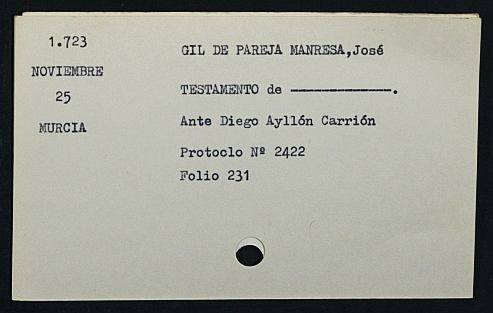 1.723
NOVIEMBRE
25
MURCIA
GIL DE PAREJA MANRESA,José
TESTAMENTO de ---------------.
Ante Diego Ayllón Carrión
Protoclo Nº 2422
Folio 231